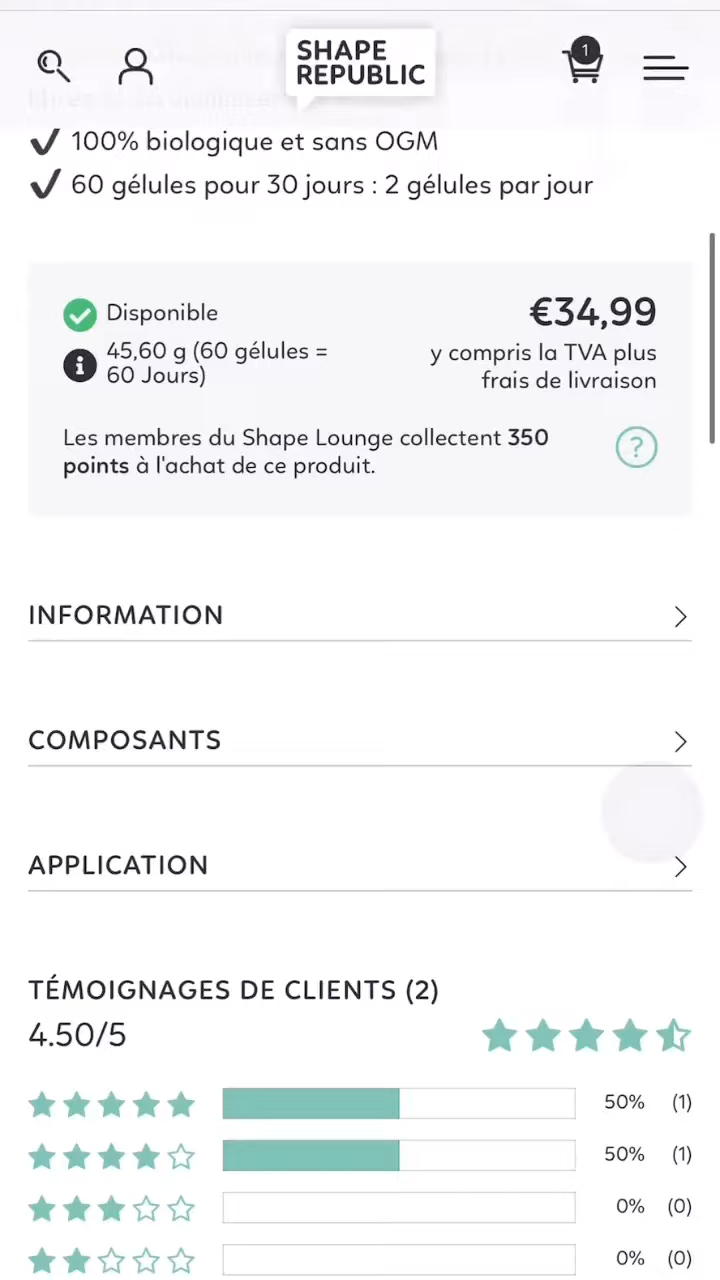 SHAPE
REPUBLIC
1
100% biologique et sans OGM
60 gélules pour 30 jours : 2 gélules par jour
Disponible
€34,99
45,60 g (60 gélules =
60 Jours)
y compris la TVA plus
frais de livraison
Les membres du Shape Lounge collectent 350
points à l'achat de ce produit.
?
INFORMATION
COMPOSANTS
APPLICATION
TÉMOIGNAGES DE CLIENTS (2)
4.50/5
50% (1)
50% (1)
0% (0)
0% (0)